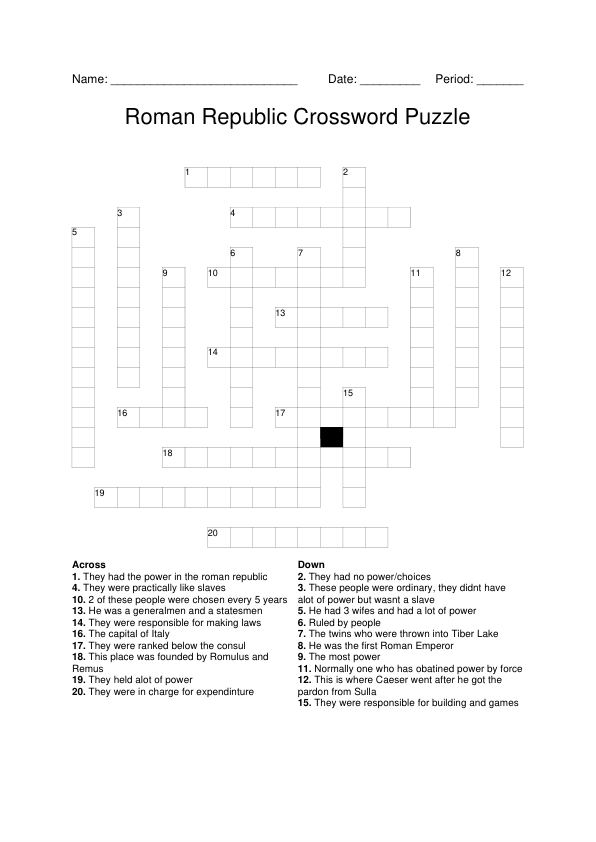 Name: ____________________________ Date: _________ Period: _______
Roman Republic Crossword Puzzle
1 2
3 4
5
6 7 8
9 10 11 12
13
14
15
16 17
18
19
20
Across
1. They had the power in the roman republic
4. They were practically like slaves
10. 2 of these people were chosen every 5 years
13. He was a generalmen and a statesmen
14. They were responsible for making laws
16. The capital of Italy
17. They were ranked below the consul
18. This place was founded by Romulus and
Remus
19. They held alot of power
20. They were in charge for expendinture
Down
2. They had no power/choices
3. These people were ordinary, they didnt have
alot of power but wasnt a slave
5. He had 3 wifes and had a lot of power
6. Ruled by people
7. The twins who were thrown into Tiber Lake
8. He was the first Roman Emperor
9. The most power
11. Normally one who has obatined power by force
12. This is where Caeser went after he got the
pardon from Sulla
15. They were responsible for building and games